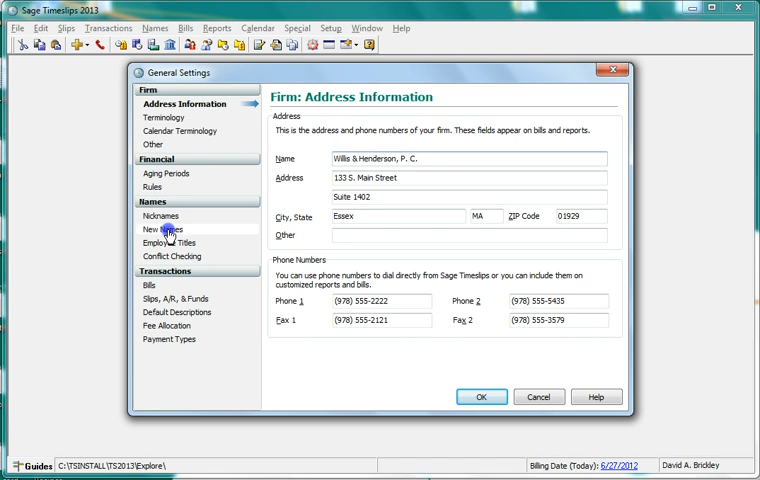 Sage Timeslips 2013
File Edit Slips Transactions Names Bills Reports Calendar Special Setup Window Help
General Settings
Firm
Address Information
Terminology
Calendar Terminology
Other
Financial
Aging Periods
Rules
Names
Nicknames
New Names
Employee Titles
Conflict Checking
Transactions
Bills
Slips, A/R, & Funds
Default Descriptions
Fee Allocation
Payment Types
Firm: Address Information
Address
This is the address and phone numbers of your firm. These fields appear on bills and reports.
Name Willis & Henderson, P. C.
Address 133 S. Main Street
Suite 1402
City, State Essex MA ZIP Code 01929
Other
Phone Numbers
You can use phone numbers to dial directly from Sage Timeslips or you can include them on
customized reports and bills.
Phone 1 (978) 555-2222 Phone 2 (978) 555-5435
Fax 1 (978) 555-2121 Fax 2 (978) 555-3579
OK Cancel Help
Guides C:\TSINSTALL\TS2013\Explore\ Billing Date (Today): 6/27/2012 David A. Brickley